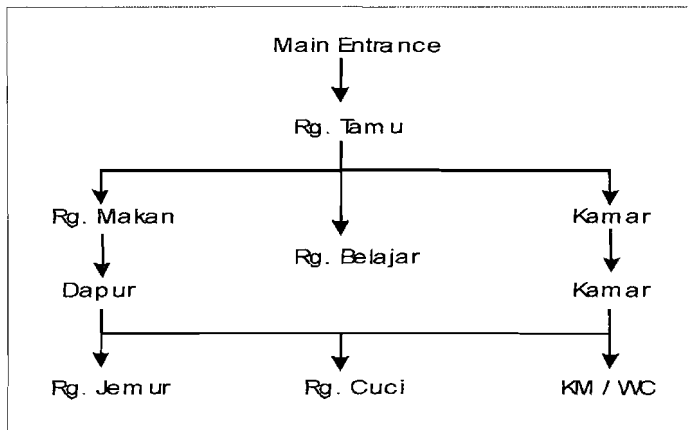 Main Entrance
Rg. Tamu
Rg. Makan
Kamar
Rg. Belajar
Dapur
Kamar
Rg. Jemur
Rg. Cuci
KM / WC